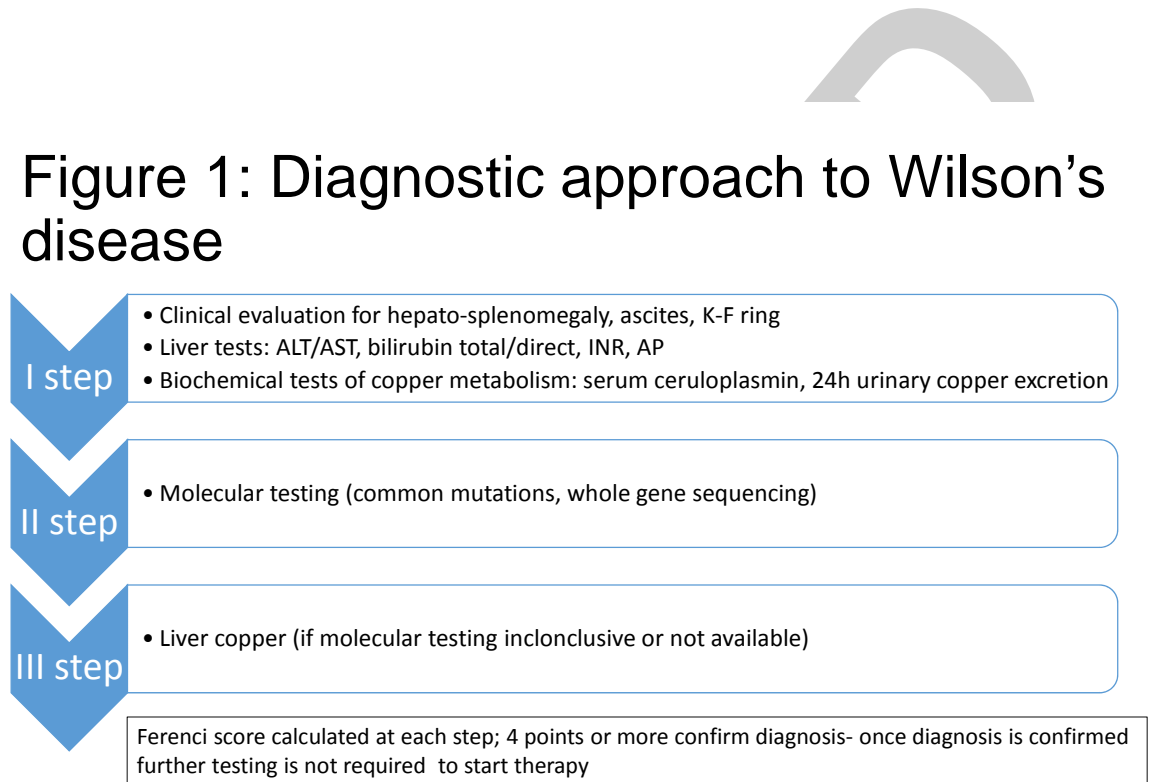 Figure 1: Diagnostic approach to Wilson’s
disease
I step
• Clinical evaluation for hepato-splenomegaly, ascites, K-F ring
• Liver tests: ALT/AST, bilirubin total/direct, INR, AP
• Biochemical tests of copper metabolism: serum ceruloplasmin, 24h urinary copper excretion
II step
• Molecular testing (common mutations, whole gene sequencing)
III step
• Liver copper (if molecular testing inclonclusive or not available)
Ferenci score calculated at each step; 4 points or more confirm diagnosis- once diagnosis is confirmed
further testing is not required  to start therapy